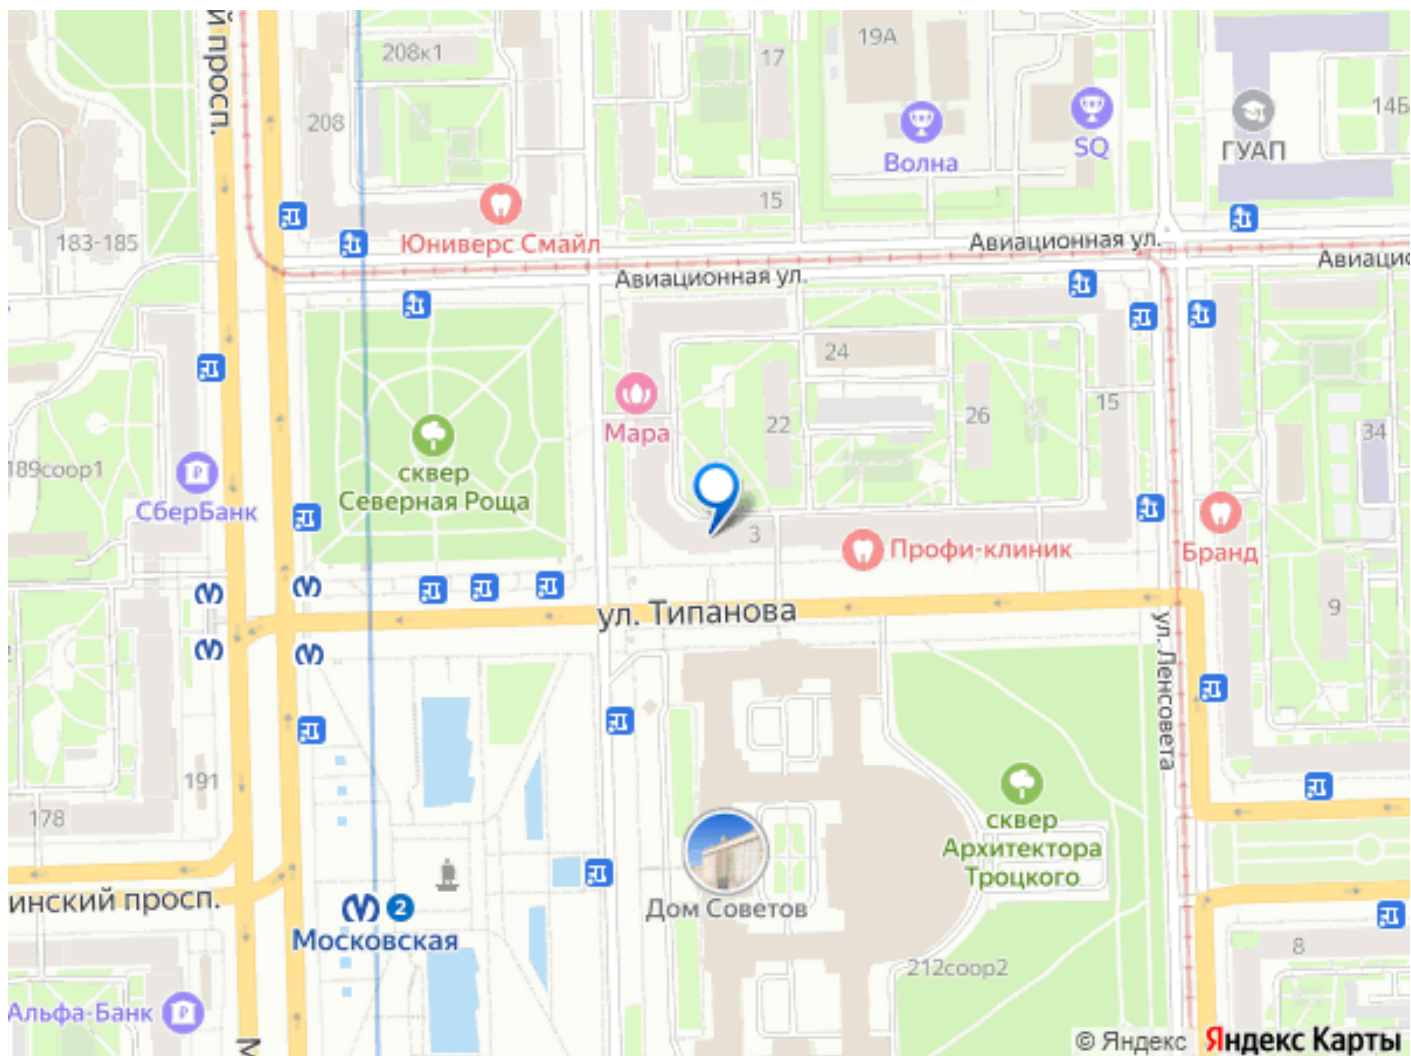 й просп.
208к1
17
19А
208
Волна
SQ
ГУАП
14Б
183-185
Юниверс Смайл
15
Авиационная ул.
Авиационная ул.
Авиацио
24
22
26
15
34
Мара
сквер
Северная Роща
189соор1
СберБанк
3
Профи-клиник
Бранд
9
ул. Типанова
ул. Ленсовета
191
178
сквер
Архитектора
Троцкого
инский просп.
2
Московская
Дом Советов
212соор2
8
Альфа-Банк
М
© Яндекс Яндекс Карты